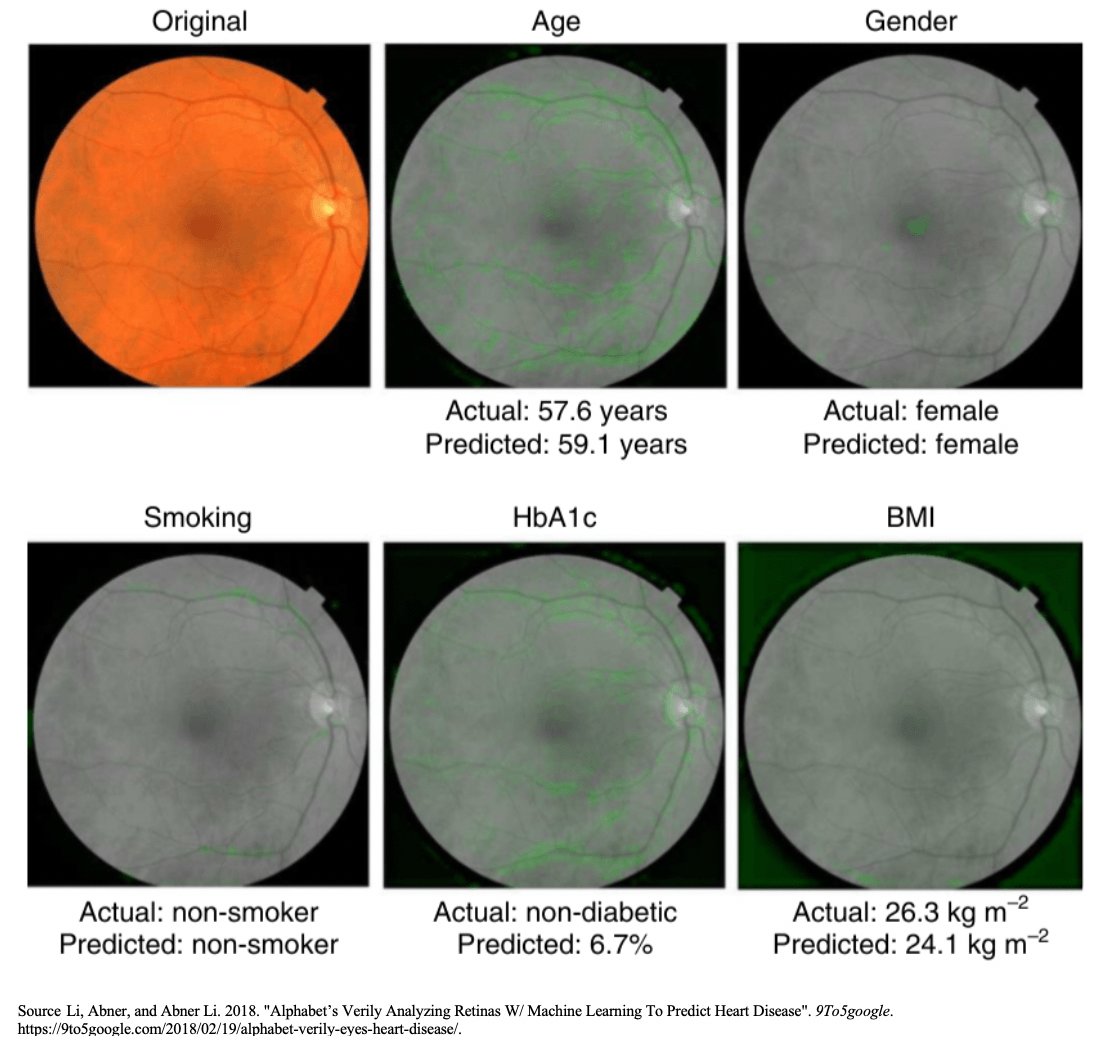 Original
Age
Gender
Actual: 57.6 years
Predicted: 59.1 years
Actual: female
Predicted: female
Smoking
HbA1c
BMI
Actual: non-smoker
Predicted: non-smoker
Actual: non-diabetic
Predicted: 6.7%
Actual: 26.3 kg m⁻²
Predicted: 24.1 kg m⁻²
Source Li, Abner, and Abner Li. 2018. "Alphabet’s Verily Analyzing Retinas W/ Machine Learning To Predict Heart Disease". 9To5google.
https://9to5google.com/2018/02/19/alphabet-verily-eyes-heart-disease/.